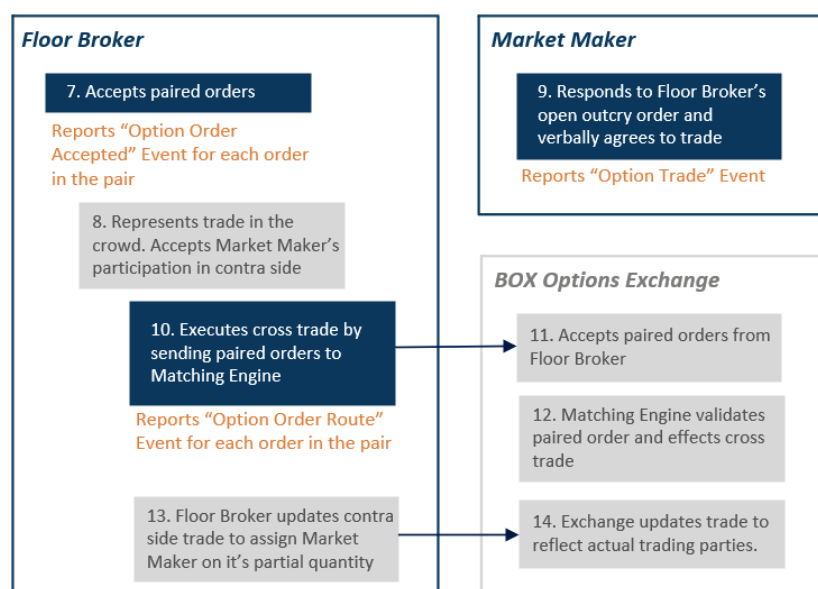 Floor Broker
7. Accepts paired orders
Reports “Option Order
Accepted” Event for each order
in the pair
8. Represents trade in the
crowd. Accepts Market Maker’s
participation in contra side
10. Executes cross trade by
sending paired orders to
Matching Engine
Reports “Option Order Route”
Event for each order in the pair
13. Floor Broker updates contra
side trade to assign Market
Maker on it’s partial quantity
Market Maker
9. Responds to Floor Broker’s
open outcry order and
verbally agrees to trade
Reports “Option Trade” Event
BOX Options Exchange
11. Accepts paired orders from
Floor Broker
12. Matching Engine validates
paired order and effects cross
trade
14. Exchange updates trade to
reflect actual trading parties.